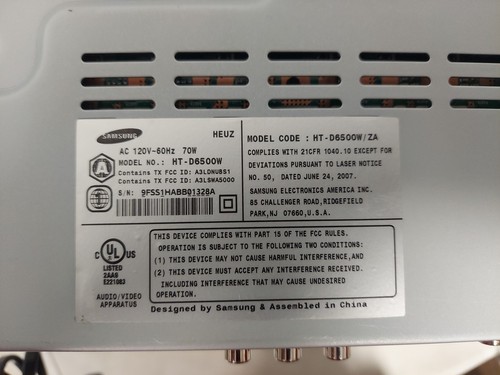 SAMSUNG
HEUZ
AC 120V~60Hz 70W
MODEL NO.: HT-D6500W
Contains TX FCC ID: A3LDNUBS1
Contains TX FCC ID: A3LSWA5000
S/N: 9FSS1HABB01328A
MODEL CODE : HT-D6500W/ZA
COMPLIES WITH 21CFR 1040.10 EXCEPT FOR
DEVIATIONS PURSUANT TO LASER NOTICE
NO. 50, DATED JUNE 24, 2007.
SAMSUNG ELECTRONICS AMERICA INC.
85 CHALLENGER ROAD,RIDGEFIELD
PARK,NJ 07660,U.S.A.
C UL US
LISTED
2AAS
E221083
AUDIO/VIDEO
APPARATUS
THIS DEVICE COMPLIES WITH PART 15 OF THE FCC RULES.
OPERATION IS SUBJECT TO THE FOLLOWING TWO CONDITIONS:
(1) THIS DEVICE MAY NOT CAUSE HARMFUL INTERFERENCE,AND
(2) THIS DEVICE MUST ACCEPT ANY INTERFERENCE RECEIVED.
INCLUDING INTERFERENCE THAT MAY CAUSE UNDESIRED
OPERATION.
Designed by Samsung & Assembled in China